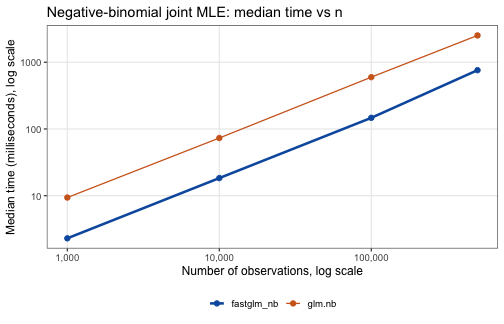 Negative-binomial joint MLE: median time vs n
Median time (milliseconds), log scale
1000
100
10
1,000
10,000
100,000
Number of observations, log scale
fastglm_nb
glm.nb